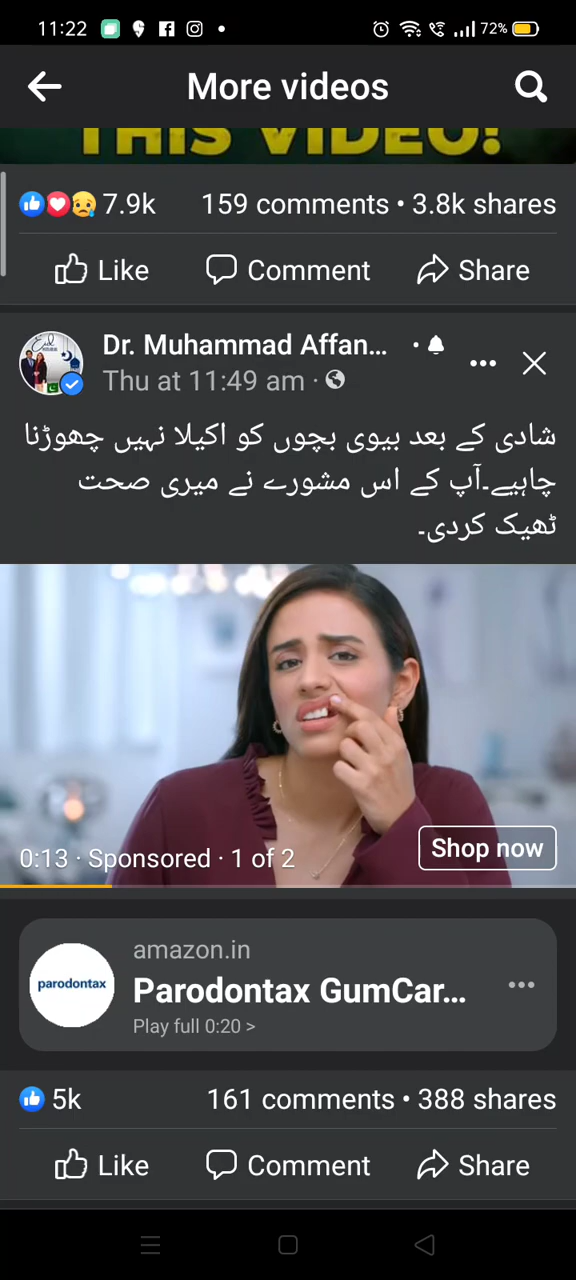 11:22
72%
More videos
THIS VIDEO!
7.9k 159 comments • 3.8k shares
Like Comment Share
Dr. Muhammad Affan... ·
Thu at 11:49 am ·
شادی کے بعد بیوی بچوں کو اکیلا نہیں چھوڑنا
چاہیے۔آپ کے اس مشورے نے میری صحت
ٹھیک کردی۔
0:13 · Sponsored · 1 of 2
Shop now
amazon.in
parodontax
Parodontax GumCar...
Play full 0:20 >
5k 161 comments • 388 shares
Like Comment Share